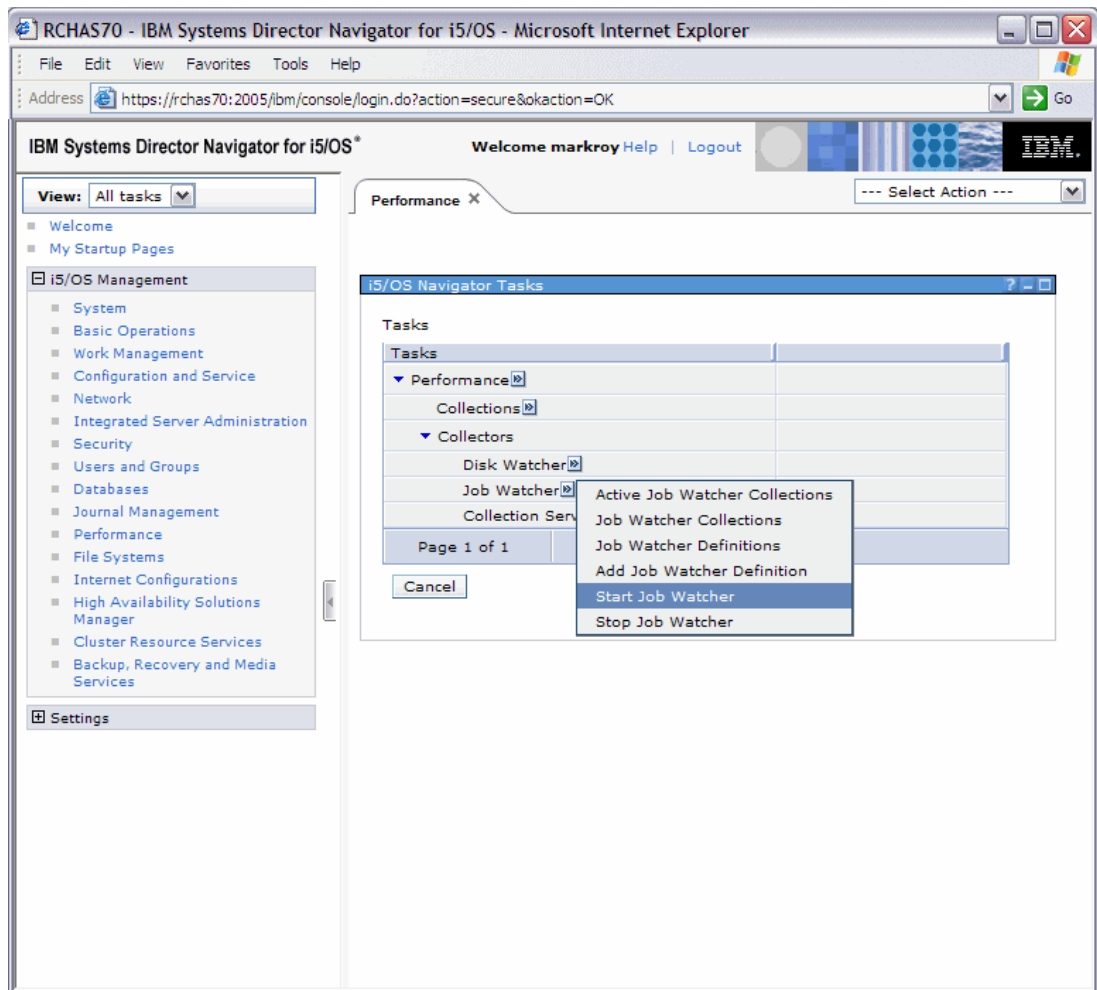 RCHAS70 - IBM Systems Director Navigator for i5/OS - Microsoft Internet Explorer
File Edit View Favorites Tools Help
Address https://rchas70:2005/ibm/console/login.do?action=secure&okaction=OK Go
IBM Systems Director Navigator for i5/OS® Welcome markroy Help | Logout IBM.
View: All tasks
Performance
--- Select Action ---
Welcome
My Startup Pages
i5/OS Management
System
Basic Operations
Work Management
Configuration and Service
Network
Integrated Server Administration
Security
Users and Groups
Databases
Journal Management
Performance
File Systems
Internet Configurations
High Availability Solutions
Manager
Cluster Resource Services
Backup, Recovery and Media
Services
Settings
i5/OS Navigator Tasks ?
Tasks
Tasks
Performance
Collections
Collectors
Disk Watcher
Job Watcher
Collection Serv
Page 1 of 1
Cancel
Active Job Watcher Collections
Job Watcher Collections
Job Watcher Definitions
Add Job Watcher Definition
Start Job Watcher
Stop Job Watcher